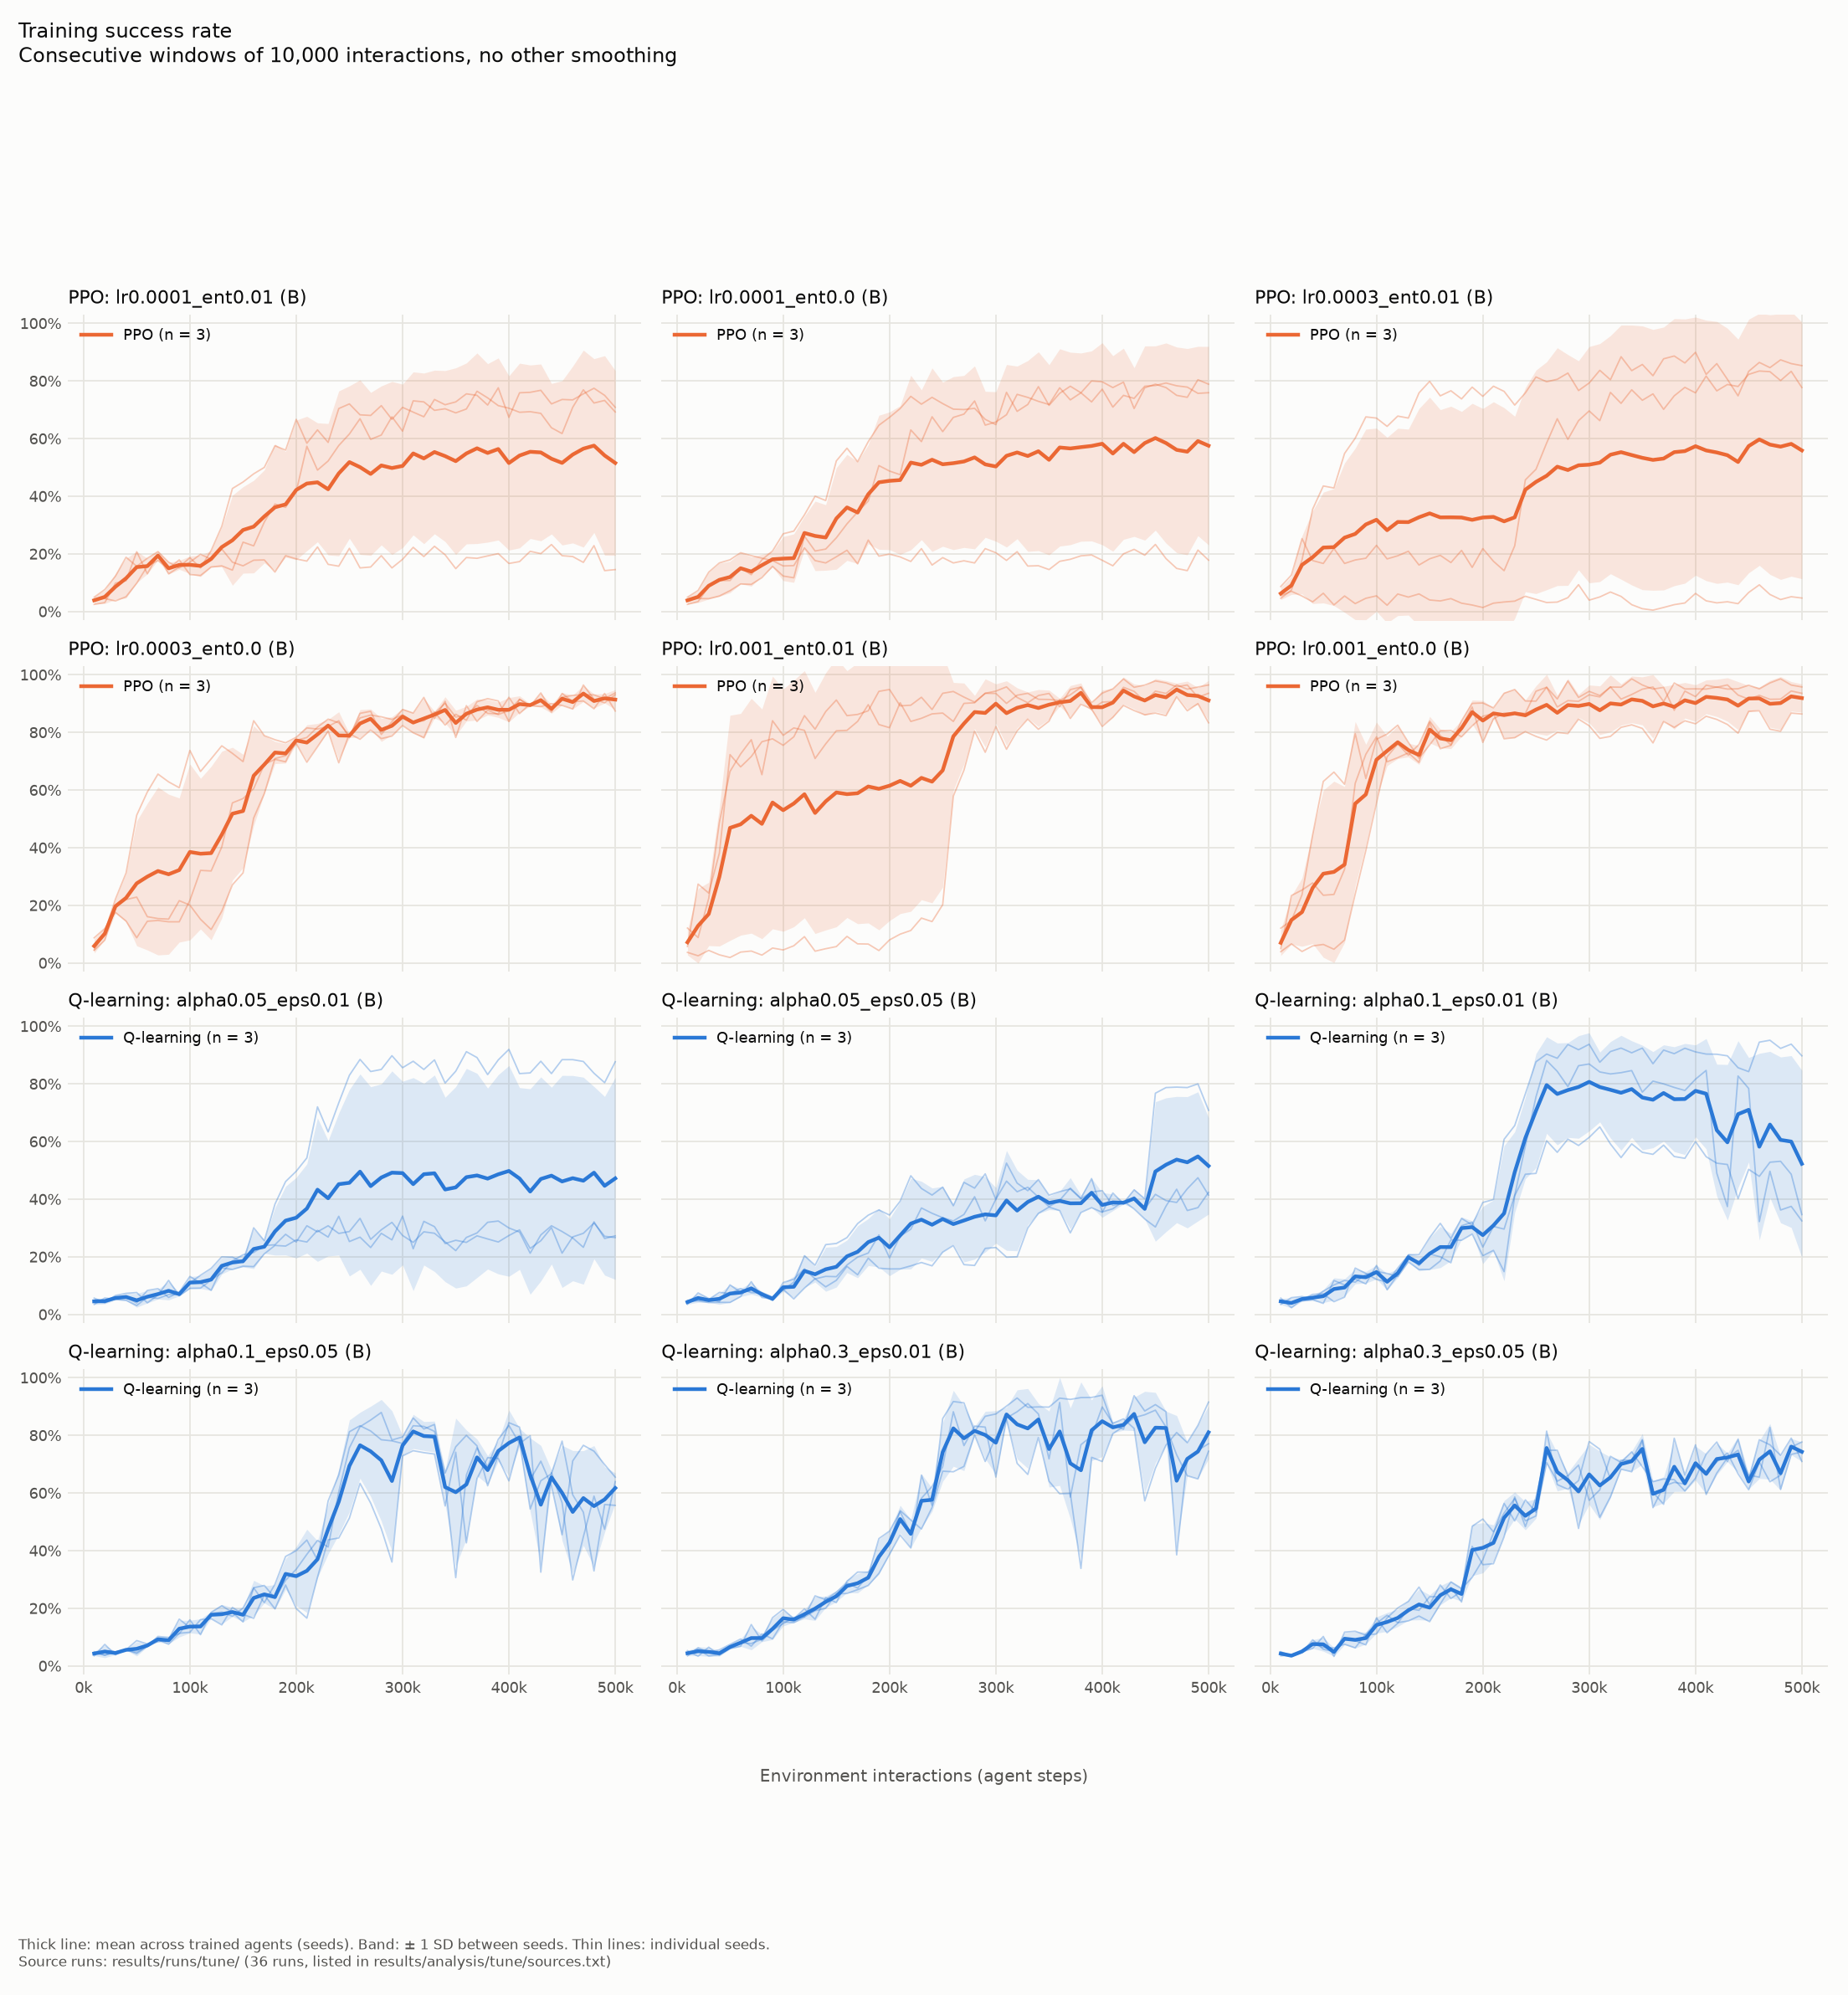 Training success rate
Consecutive windows of 10,000 interactions, no other smoothing
PPO: lr0.0001_ent0.01 (B)
PPO: lr0.0001_ent0.0 (B)
PPO: lr0.0003_ent0.01 (B)
100%
80%
60%
40%
20%
0%
PPO (n = 3)
PPO (n = 3)
PPO (n = 3)
PPO: lr0.0003_ent0.0 (B)
PPO: lr0.001_ent0.01 (B)
PPO: lr0.001_ent0.0 (B)
100%
80%
60%
40%
20%
0%
PPO (n = 3)
PPO (n = 3)
PPO (n = 3)
Q-learning: alpha0.05_eps0.01 (B)
Q-learning: alpha0.05_eps0.05 (B)
Q-learning: alpha0.1_eps0.01 (B)
100%
80%
60%
40%
20%
0%
Q-learning (n = 3)
Q-learning (n = 3)
Q-learning (n = 3)
Q-learning: alpha0.1_eps0.05 (B)
Q-learning: alpha0.3_eps0.01 (B)
Q-learning: alpha0.3_eps0.05 (B)
100%
80%
60%
40%
20%
0%
Q-learning (n = 3)
Q-learning (n = 3)
Q-learning (n = 3)
0k 100k 200k 300k 400k 500k
0k 100k 200k 300k 400k 500k
0k 100k 200k 300k 400k 500k
Environment interactions (agent steps)
Thick line: mean across trained agents (seeds). Band: ± 1 SD between seeds. Thin lines: individual seeds.
Source runs: results/runs/tune/ (36 runs, listed in results/analysis/tune/sources.txt)